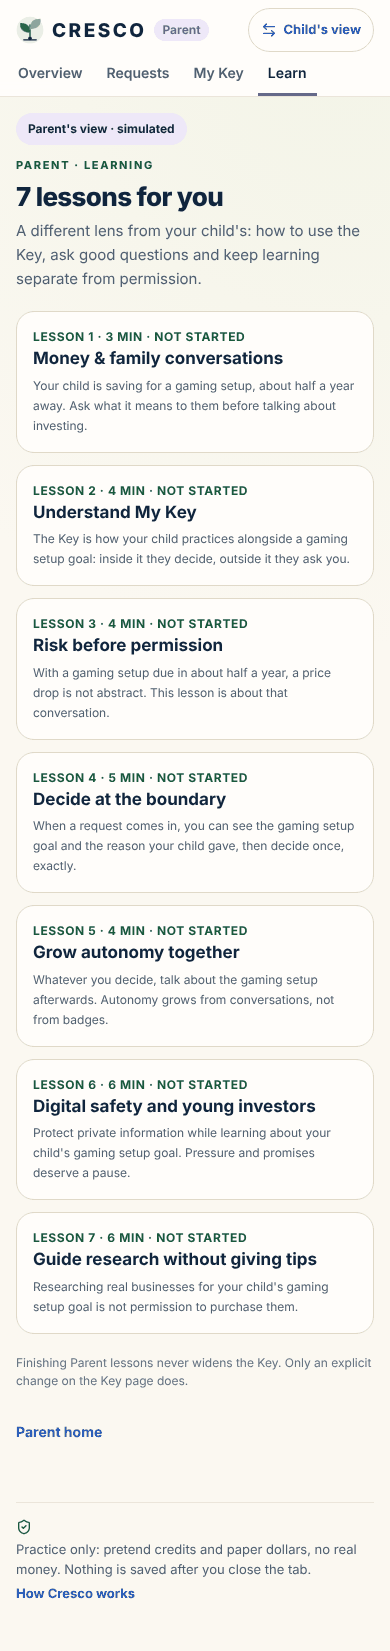 CRESCO
Parent
Child's view
Overview
Requests
My Key
Learn
Parent's view · simulated
PARENT · LEARNING
7 lessons for you
A different lens from your child's: how to use the
Key, ask good questions and keep learning
separate from permission.
LESSON 1 · 3 MIN · NOT STARTED
Money & family conversations
Your child is saving for a gaming setup, about half a year
away. Ask what it means to them before talking about
investing.
LESSON 2 · 4 MIN · NOT STARTED
Understand My Key
The Key is how your child practices alongside a gaming
setup goal: inside it they decide, outside it they ask you.
LESSON 3 · 4 MIN · NOT STARTED
Risk before permission
With a gaming setup due in about half a year, a price
drop is not abstract. This lesson is about that
conversation.
LESSON 4 · 5 MIN · NOT STARTED
Decide at the boundary
When a request comes in, you can see the gaming setup
goal and the reason your child gave, then decide once,
exactly.
LESSON 5 · 4 MIN · NOT STARTED
Grow autonomy together
Whatever you decide, talk about the gaming setup
afterwards. Autonomy grows from conversations, not
from badges.
LESSON 6 · 6 MIN · NOT STARTED
Digital safety and young investors
Protect private information while learning about your
child's gaming setup goal. Pressure and promises
deserve a pause.
LESSON 7 · 6 MIN · NOT STARTED
Guide research without giving tips
Researching real businesses for your child's gaming
setup goal is not permission to purchase them.
Finishing Parent lessons never widens the Key. Only an explicit
change on the Key page does.
Parent home
Practice only: pretend credits and paper dollars, no real
money. Nothing is saved after you close the tab.
How Cresco works